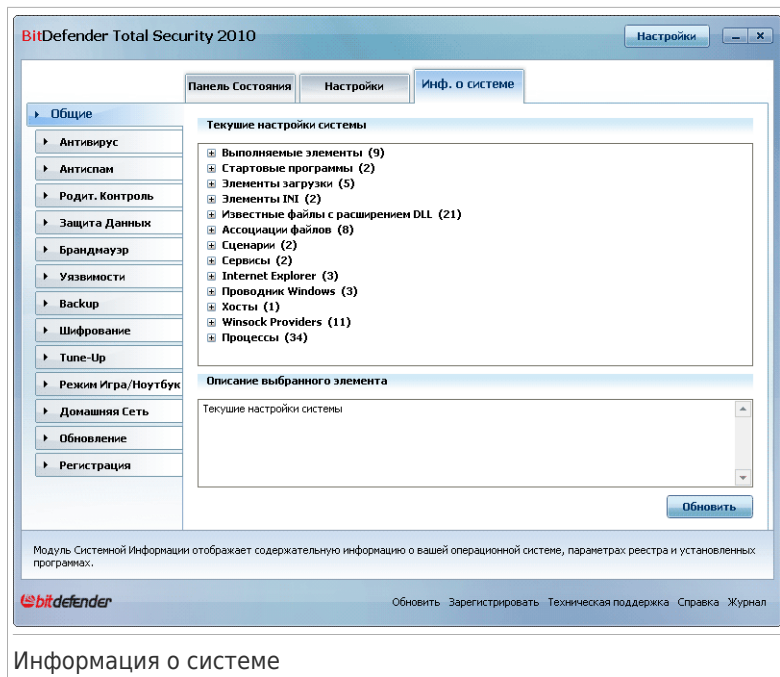 BitDefender Total Security 2010
Настройки
Панель Состояния
Настройки
Инф. о системе
Общие
Антивирус
Антиспам
Родит. Контроль
Защита Данных
Брандмауэр
Уязвимости
Backup
Шифрование
Tune-Up
Режим Игра/Ноутбук
Домашняя Сеть
Обновление
Регистрация
Текущие настройки системы
Выполняемые элементы (9)
Стартовые программы (2)
Элементы загрузки (5)
Элементы INI (2)
Известные файлы с расширением DLL (21)
Ассоциации файлов (8)
Сценарии (2)
Сервисы (2)
Internet Explorer (3)
Проводник Windows (3)
Хосты (1)
Winsock Providers (11)
Процессы (34)
Описание выбранного элемента
Текущие настройки системы
Обновить
Модуль Системной Информации отображает содержательную информацию о вашей операционной системе, параметрах реестра и установленных
программах.
bitdefender
Обновить Зарегистрировать Техническая поддержка Справка Журнал
Информация о системе